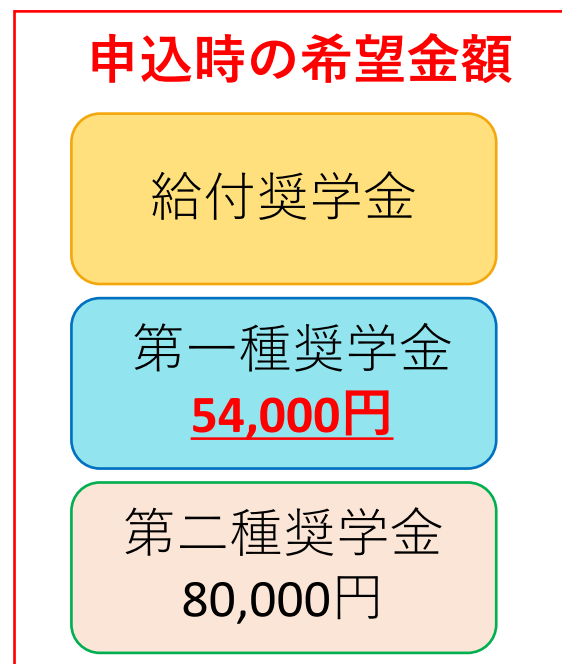 申込時の希望金額
給付奨学金
第一種奨学金
54,000円
第二種奨学金
80,000円